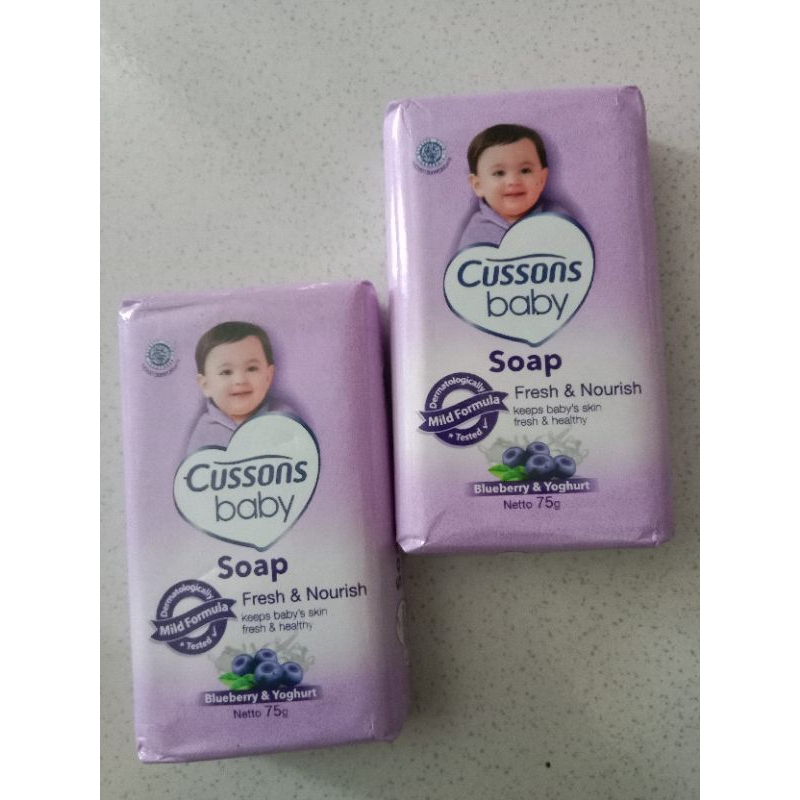 Cussons
baby
Soap
Dermatologically
Mild Formula
Tested
Fresh & Nourish
keeps baby's skin
fresh & healthy
Blueberry & Yoghurt
Netto 75g
Cussons
baby
Soap
Dermatologically
Mild Formula
Tested
Fresh & Nourish
keeps baby's skin
fresh & healthy
Blueberry & Yoghurt
Netto 75g